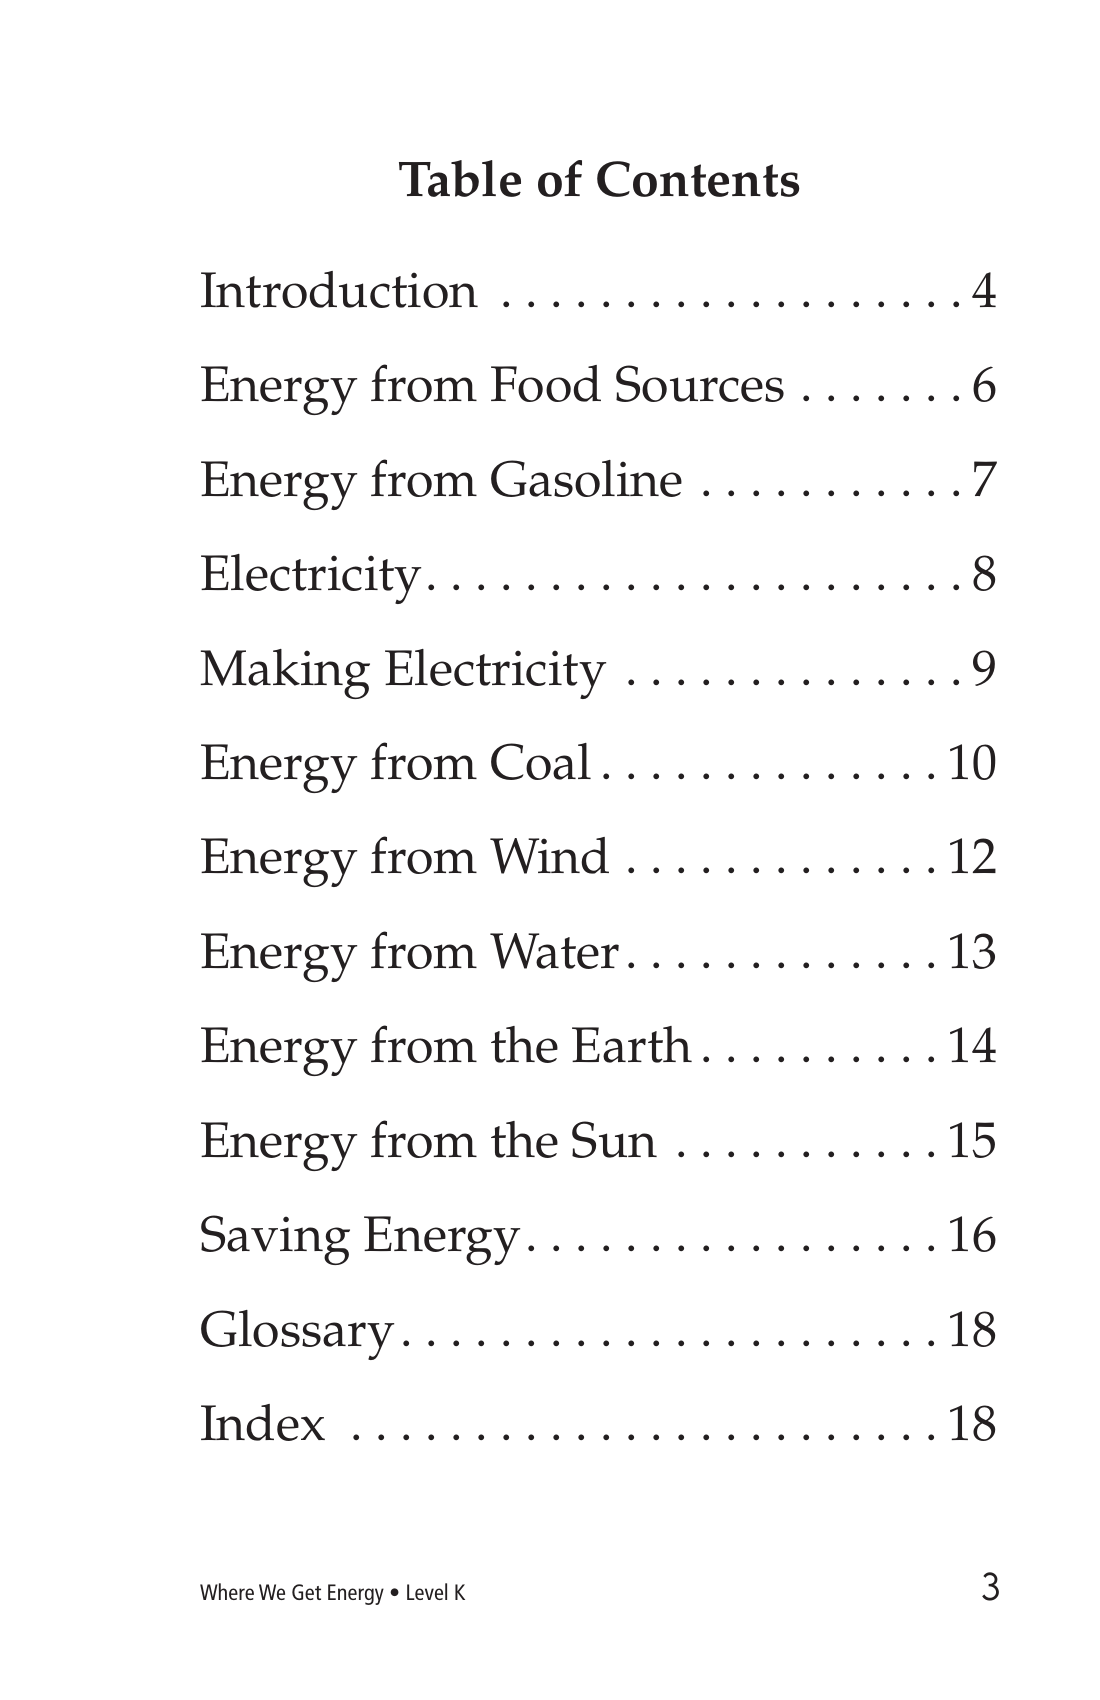 Table of Contents
Introduction . . . . . . . . . . . . . . . . . . . 4
Energy from Food Sources . . . . . . . 6
Energy from Gasoline . . . . . . . . . . . 7
Electricity. . . . . . . . . . . . . . . . . . . . . . 8
Making Electricity . . . . . . . . . . . . . . 9
Energy from Coal . . . . . . . . . . . . . . 10
Energy from Wind . . . . . . . . . . . . . 12
Energy from Water . . . . . . . . . . . . . 13
Energy from the Earth . . . . . . . . . . 14
Energy from the Sun . . . . . . . . . . . 15
Saving Energy . . . . . . . . . . . . . . . . . 16
Glossary . . . . . . . . . . . . . . . . . . . . . . 18
Index . . . . . . . . . . . . . . . . . . . . . . . . 18
Where We Get Energy • Level K 3